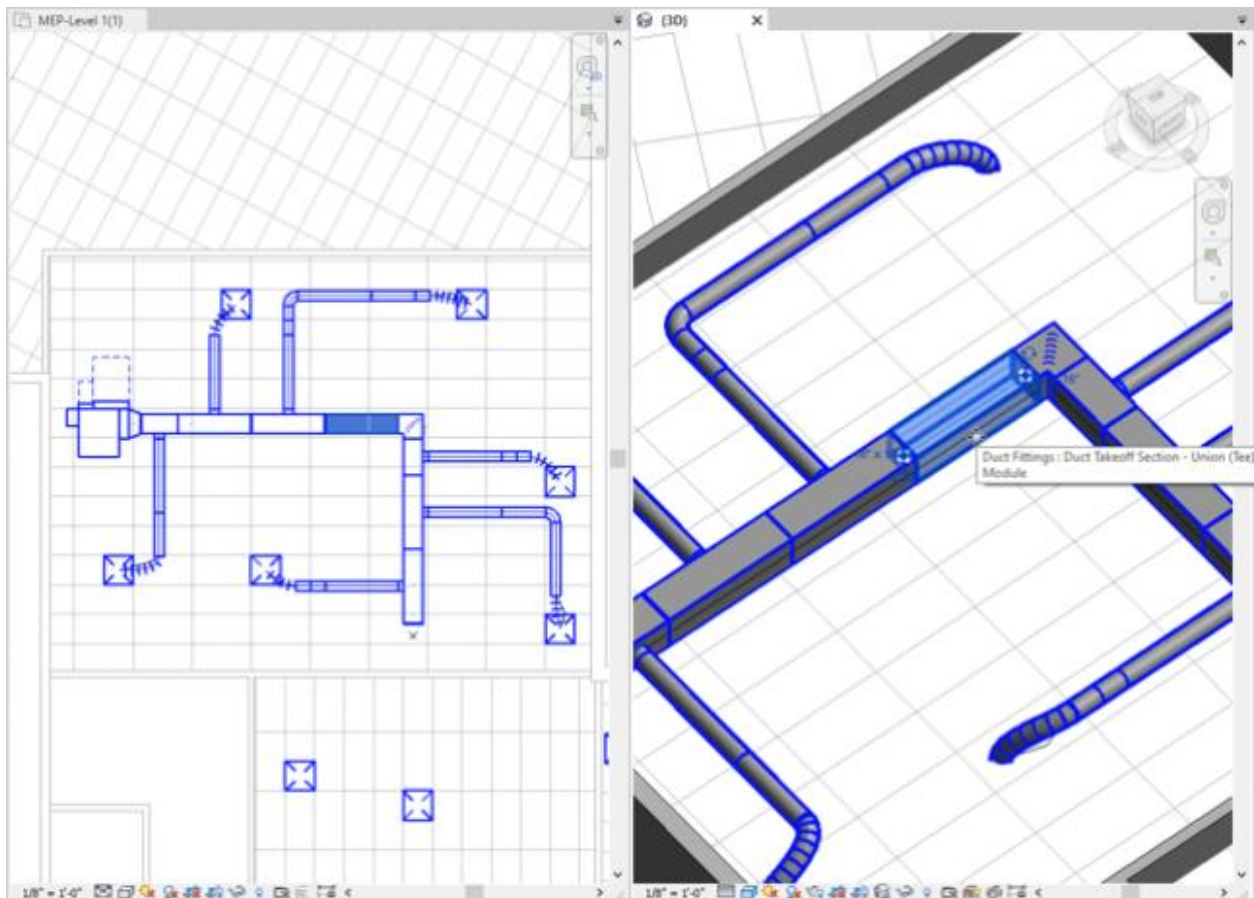 MEP-Level 1(1)
{3D}
Duct Fittings : Duct Takeoff Section - Union (Tee)
Module
1/8" = 1'-0"
1/8" = 1'-0"